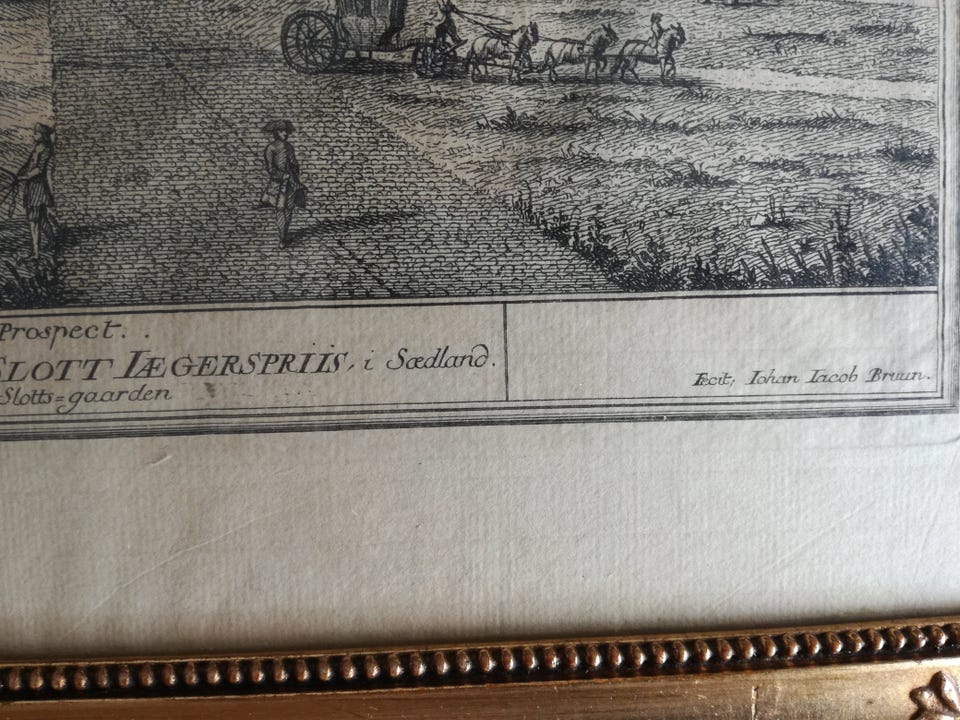 Prospect. .
SLOTT IÆGERSPRIIS, i Sædland.
Slotts=gaarden
Fecit, Iohan Iacob Bruun.